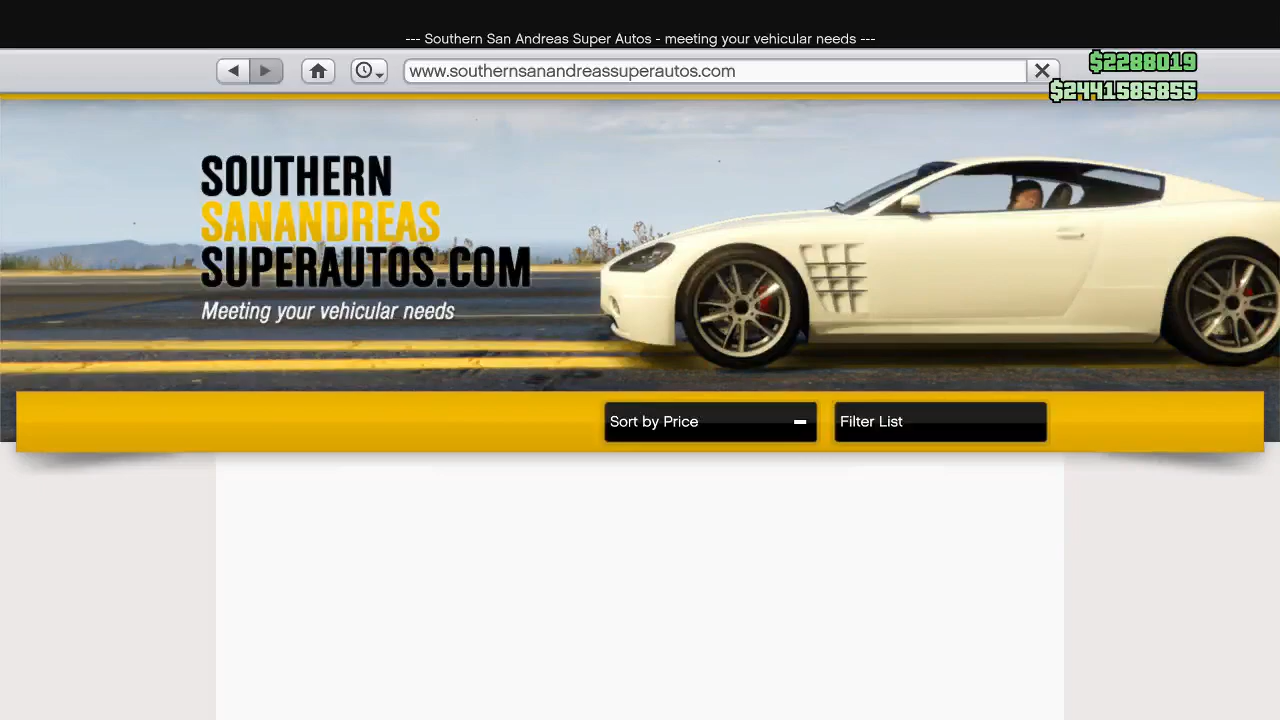 --- Southern San Andreas Super Autos - meeting your vehicular needs ---
www.southernsanandreassuperautos.com
$2288019
$2441585855
SOUTHERN
SANANDREAS
SUPERAUTOS.COM
Meeting your vehicular needs
Sort by Price
Filter List